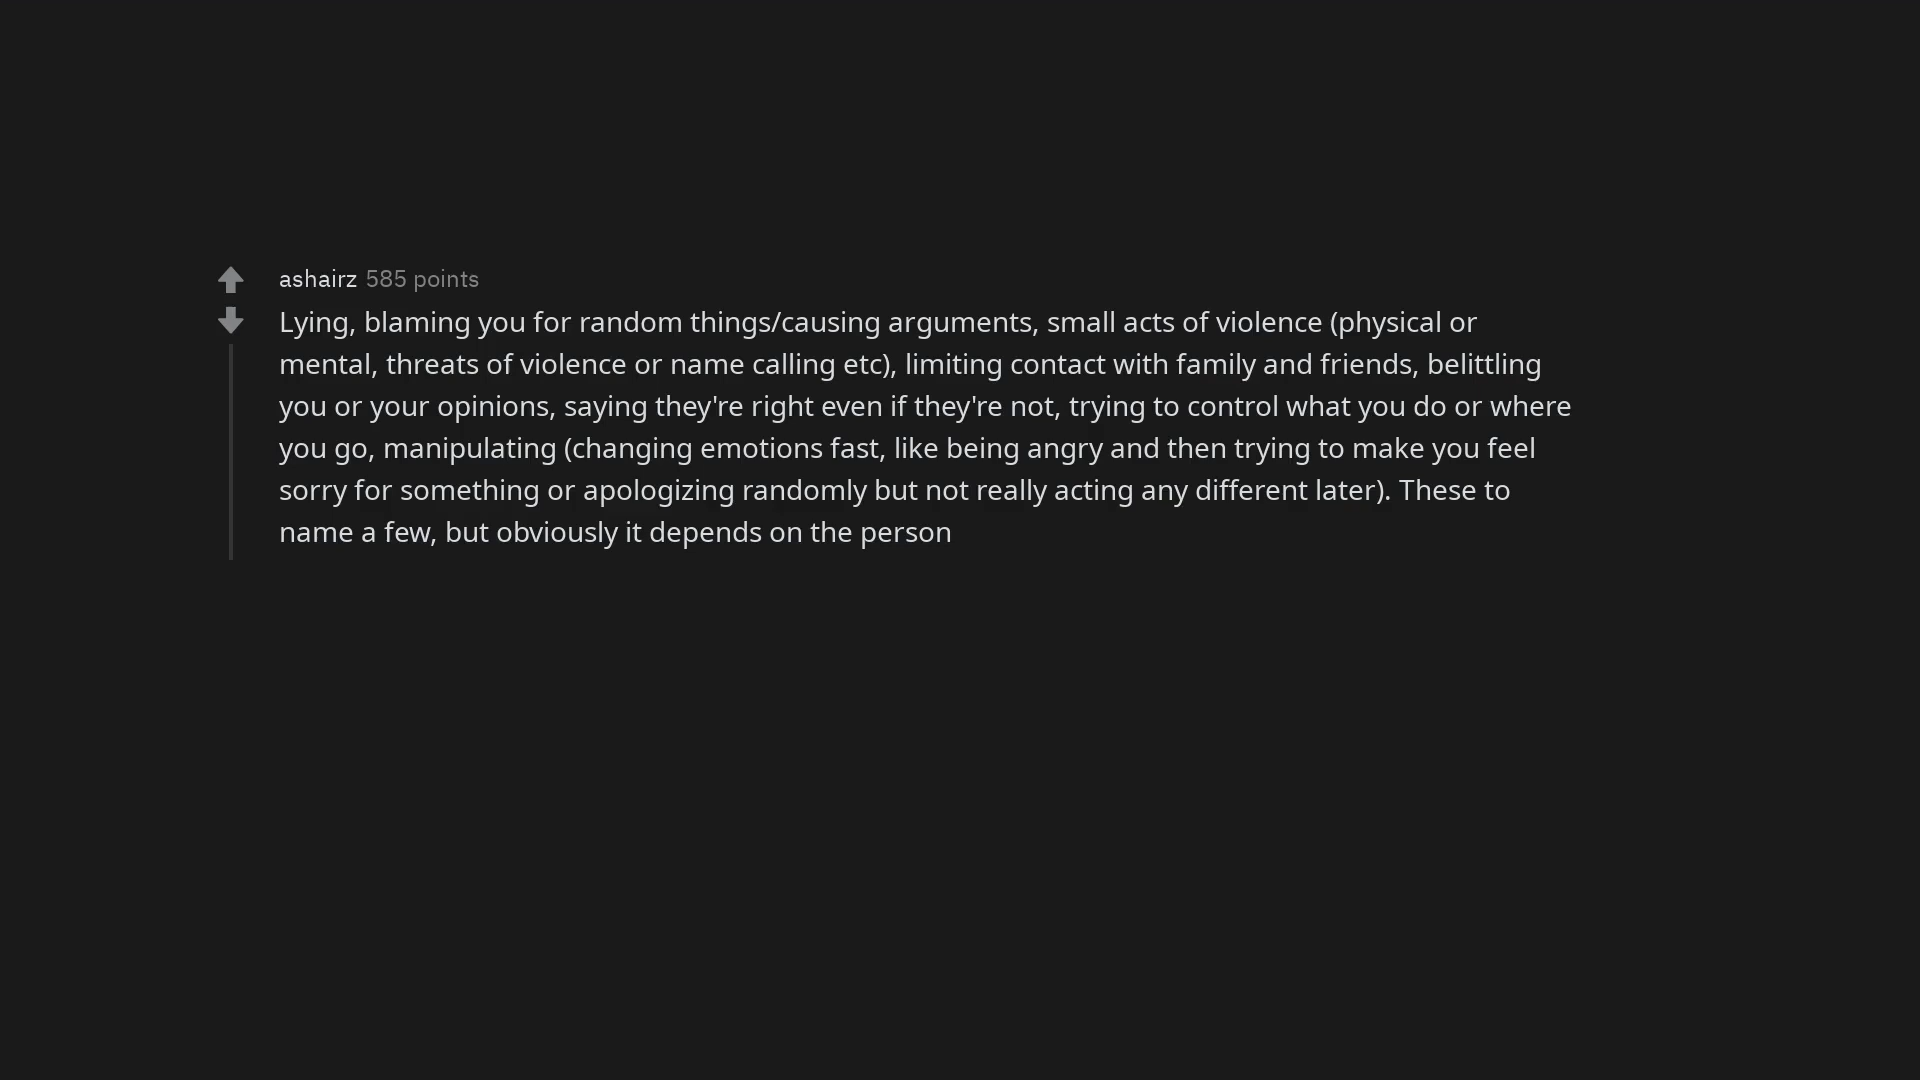 ashairz 585 points
Lying, blaming you for random things/causing arguments, small acts of violence (physical or
mental, threats of violence or name calling etc), limiting contact with family and friends, belittling
you or your opinions, saying they're right even if they're not, trying to control what you do or where
you go, manipulating (changing emotions fast, like being angry and then trying to make you feel
sorry for something or apologizing randomly but not really acting any different later). These to
name a few, but obviously it depends on the person